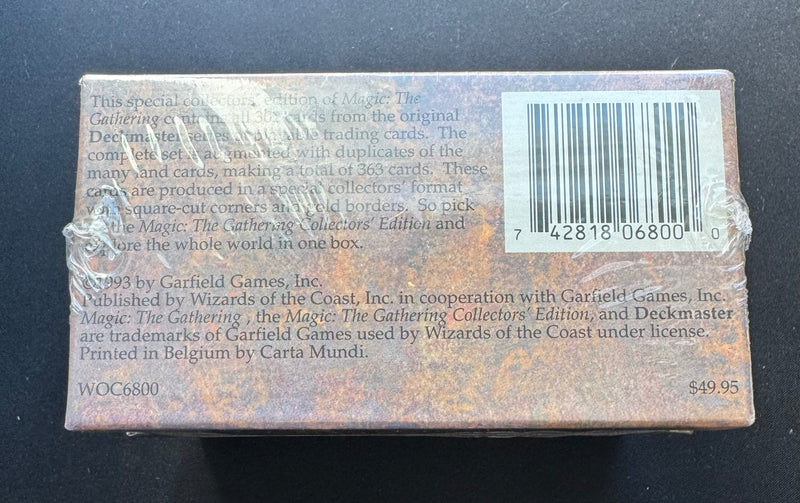 This special collectors' edition of Magic: The
Gathering contains all 302 cards from the original
Deckmaster series of playable trading cards. The
complete set is augmented with duplicates of the
many land cards, making a total of 363 cards. These
cards are produced in a special collectors' format
with square-cut corners and gold borders. So pick
the Magic: The Gathering Collectors' Edition and
explore the whole world in one box.
7 42818 06800 0
©1993 by Garfield Games, Inc.
Published by Wizards of the Coast, Inc. in cooperation with Garfield Games, Inc.
Magic: The Gathering , the Magic: The Gathering Collectors' Edition, and Deckmaster
are trademarks of Garfield Games used by Wizards of the Coast under license.
Printed in Belgium by Carta Mundi.
WOC6800
$49.95